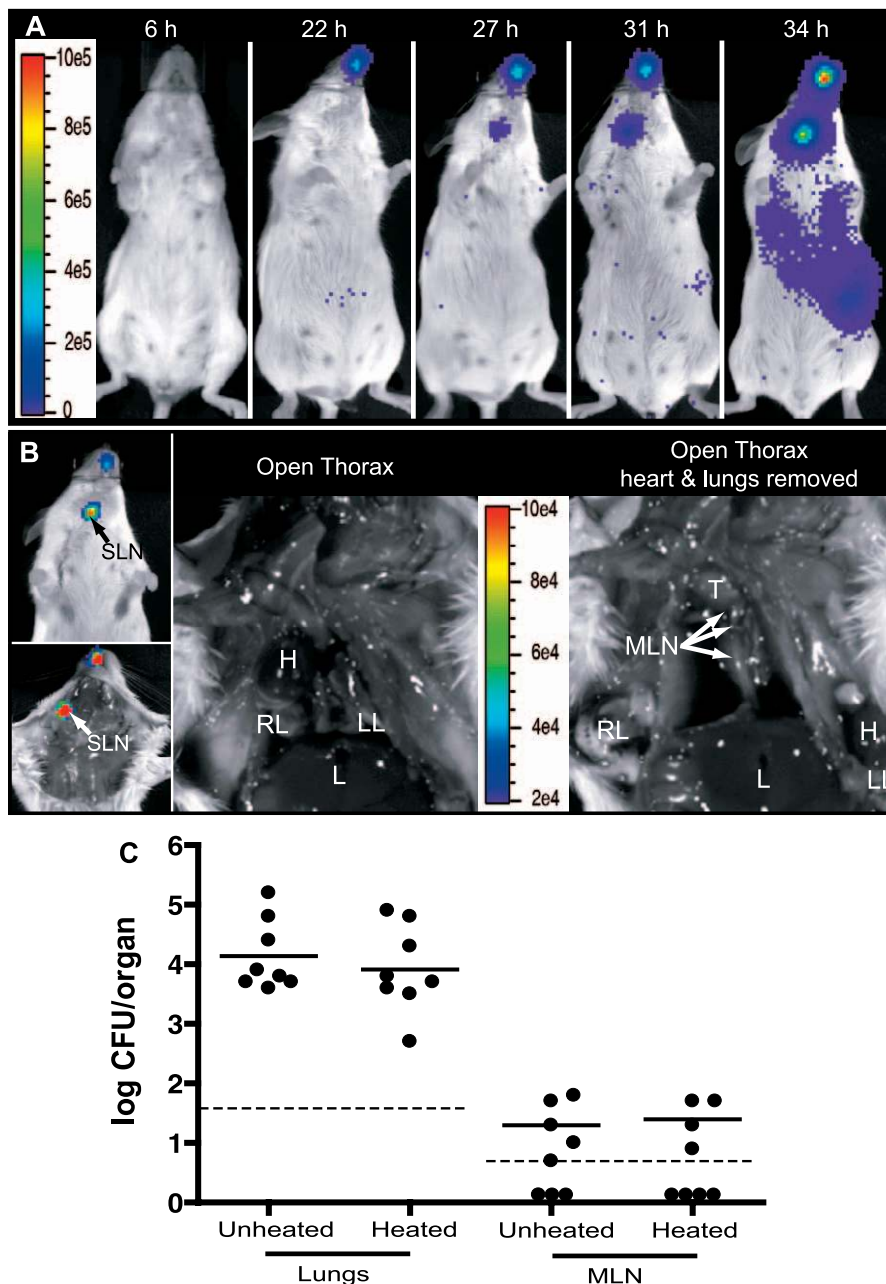 A
6 h
22 h
27 h
31 h
34 h
10e5
8e5
6e5
4e5
2e5
0
B
SLN
SLN
Open Thorax
H
RL
LL
L
10e4
8e4
6e4
4e4
2e4
Open Thorax
heart & lungs removed
T
MLN
RL
H
L
LL
C
log CFU/organ
6
5
4
3
2
1
0
Unheated
Heated
Unheated
Heated
Lungs
MLN